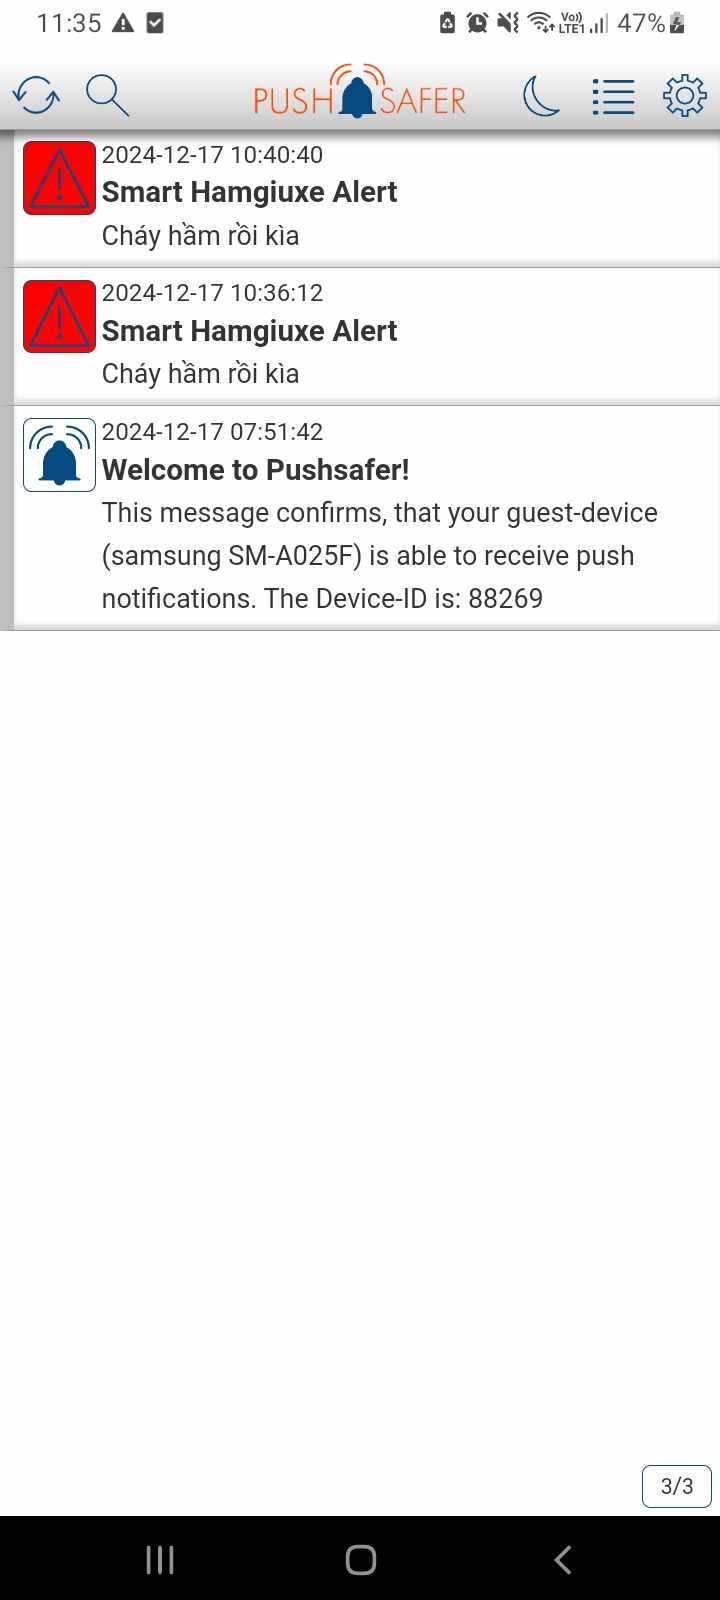 11:35 Vo)) LTE1 47%
PUSH SAFER
2024-12-17 10:40:40
Smart Hamgiuxe Alert
Cháy hầm rồi kìa
2024-12-17 10:36:12
Smart Hamgiuxe Alert
Cháy hầm rồi kìa
2024-12-17 07:51:42
Welcome to Pushsafer!
This message confirms, that your guest-device
(samsung SM-A025F) is able to receive push
notifications. The Device-ID is: 88269
3/3